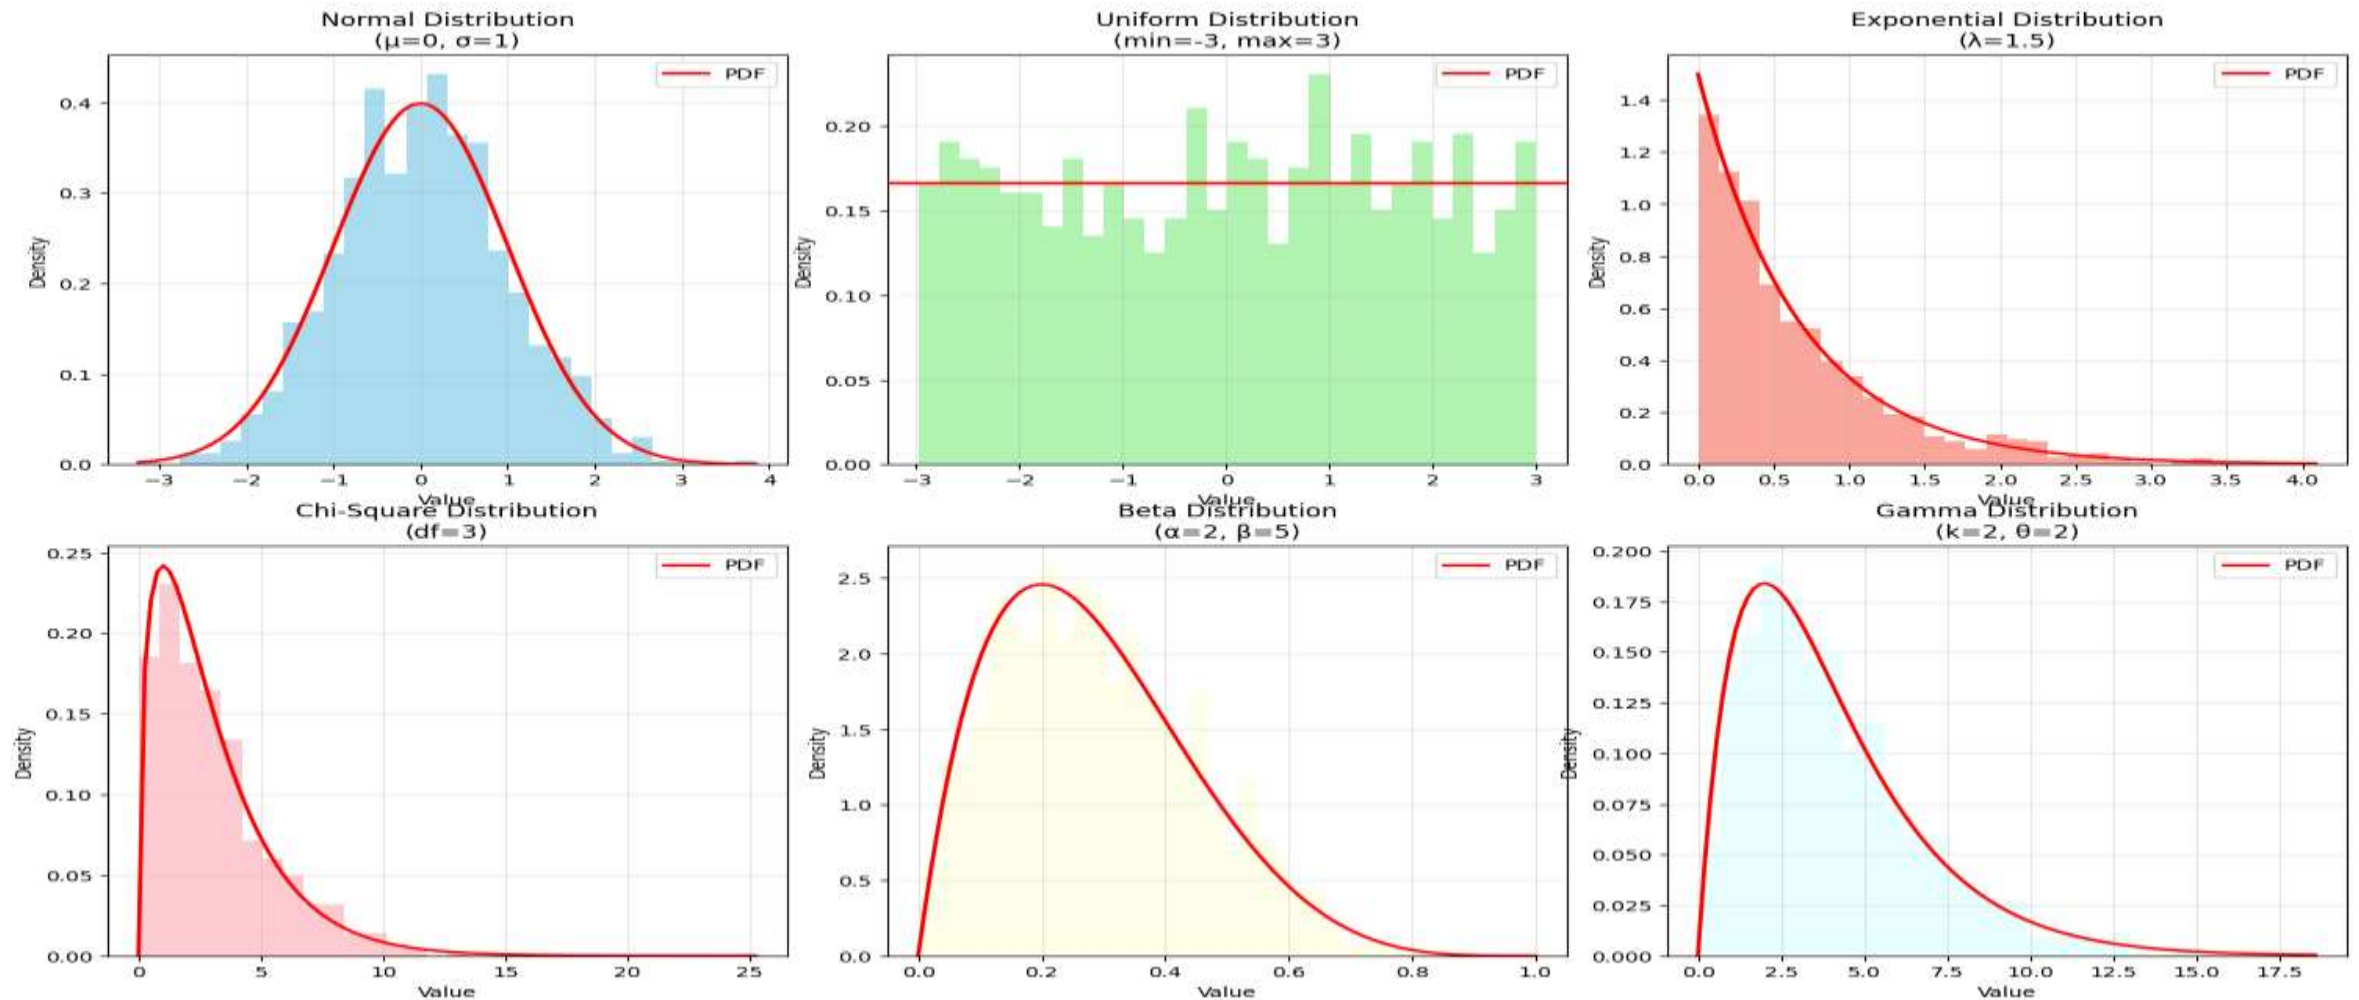 Normal Distribution
(μ=0, σ=1)
PDF
0.4
0.3
0.2
0.1
0.0
Density
−3
−2
−1
0
1
2
3
4
Value
Uniform Distribution
(min=-3, max=3)
PDF
0.20
0.15
0.10
0.05
0.00
Density
−3
−2
−1
0
1
2
3
Value
Exponential Distribution
(λ=1.5)
PDF
1.4
1.2
1.0
0.8
0.6
0.4
0.2
0.0
Density
0.0
0.5
1.0
1.5
2.0
2.5
3.0
3.5
4.0
Value
Chi-Square Distribution
(df=3)
PDF
0.25
0.20
0.15
0.10
0.05
0.00
Density
0
5
10
15
20
25
Value
Beta Distribution
(α=2, β=5)
PDF
2.5
2.0
1.5
1.0
0.5
0.0
Density
0.0
0.2
0.4
0.6
0.8
1.0
Value
Gamma Distribution
(k=2, θ=2)
PDF
0.200
0.175
0.150
0.125
0.100
0.075
0.050
0.025
0.000
Density
0.0
2.5
5.0
7.5
10.0
12.5
15.0
17.5
Value